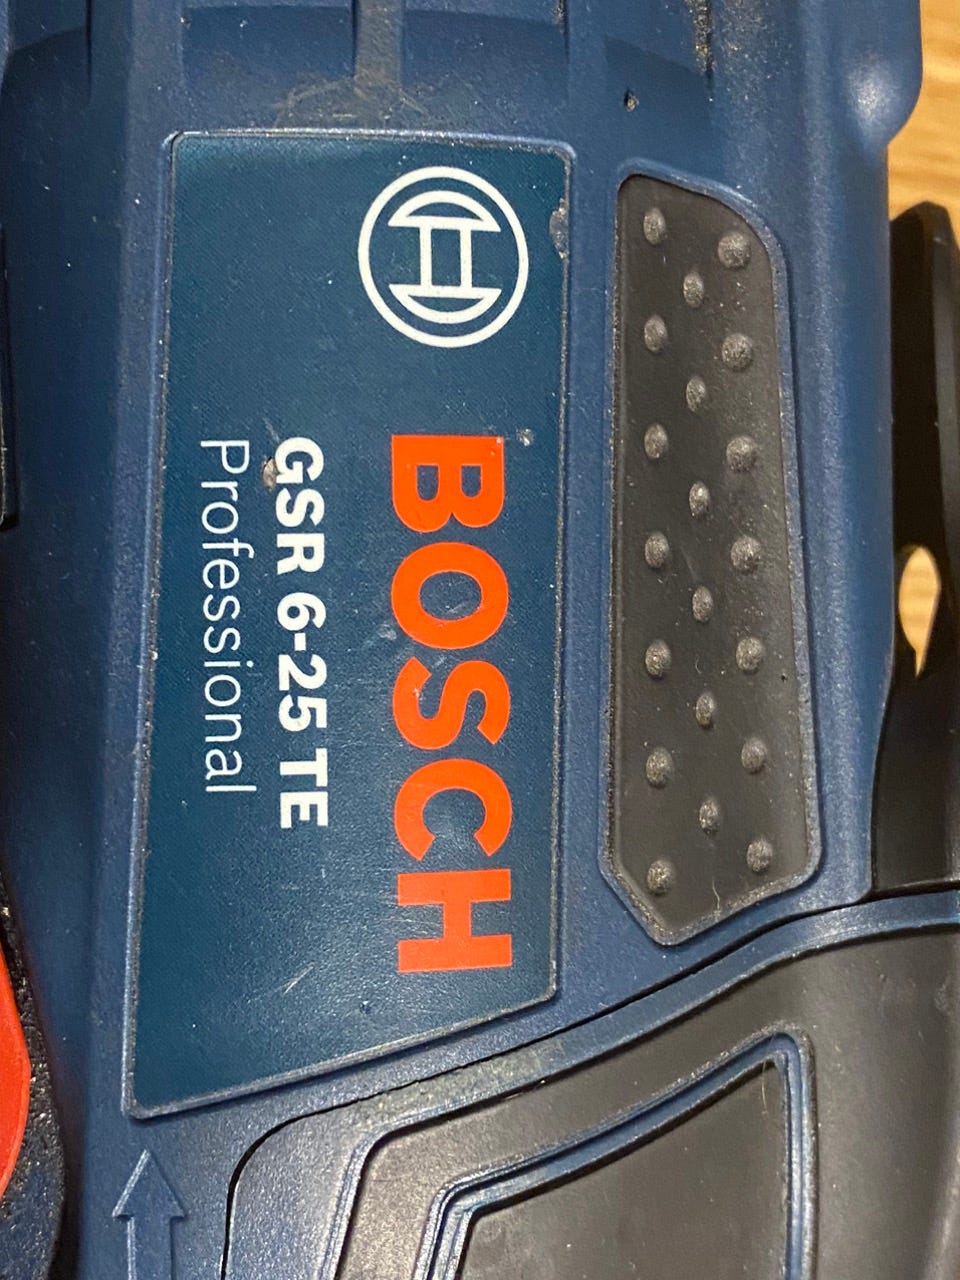 BOSCH
GSR 6-25 TE
Professional